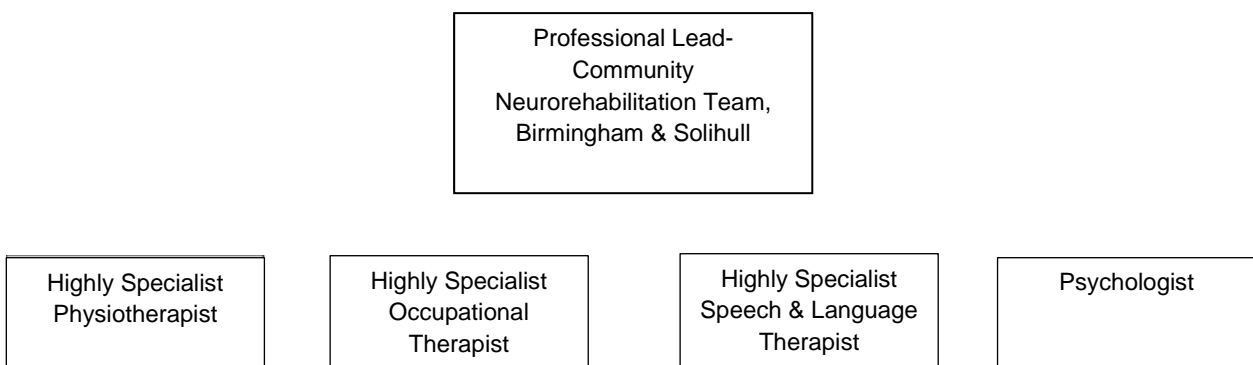 Professional Lead-
Community
Neurorehabilitation Team,
Birmingham & Solihull
Highly Specialist
Physiotherapist
Highly Specialist
Occupational
Therapist
Highly Specialist
Speech & Language
Therapist
Psychologist